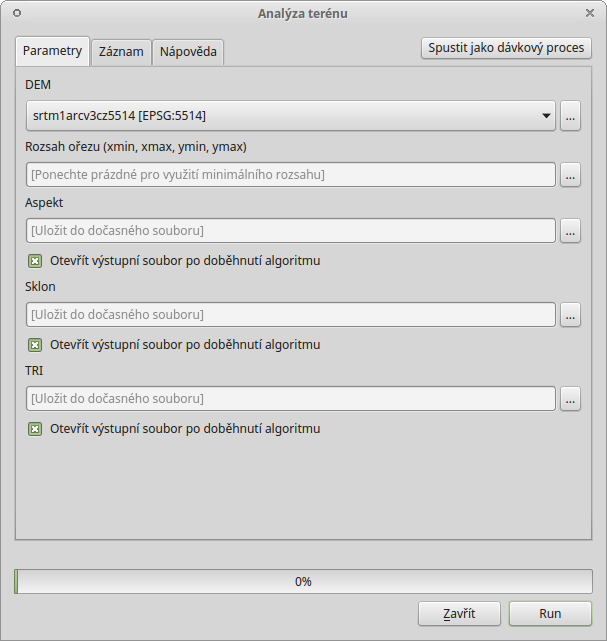 Analýza terénu
Parametry
Záznam
Nápověda
Spustit jako dávkový proces
DEM
srtm1arcv3cz5514 [EPSG:5514]
...
Rozsah ořezu (xmin, xmax, ymin, ymax)
[Ponechte prázdné pro využití minimálního rozsahu]
...
Aspekt
[Uložit do dočasného souboru]
...
Otevřít výstupní soubor po doběhnutí algoritmu
Sklon
[Uložit do dočasného souboru]
...
Otevřít výstupní soubor po doběhnutí algoritmu
TRI
[Uložit do dočasného souboru]
...
Otevřít výstupní soubor po doběhnutí algoritmu
0%
Zavřít
Run